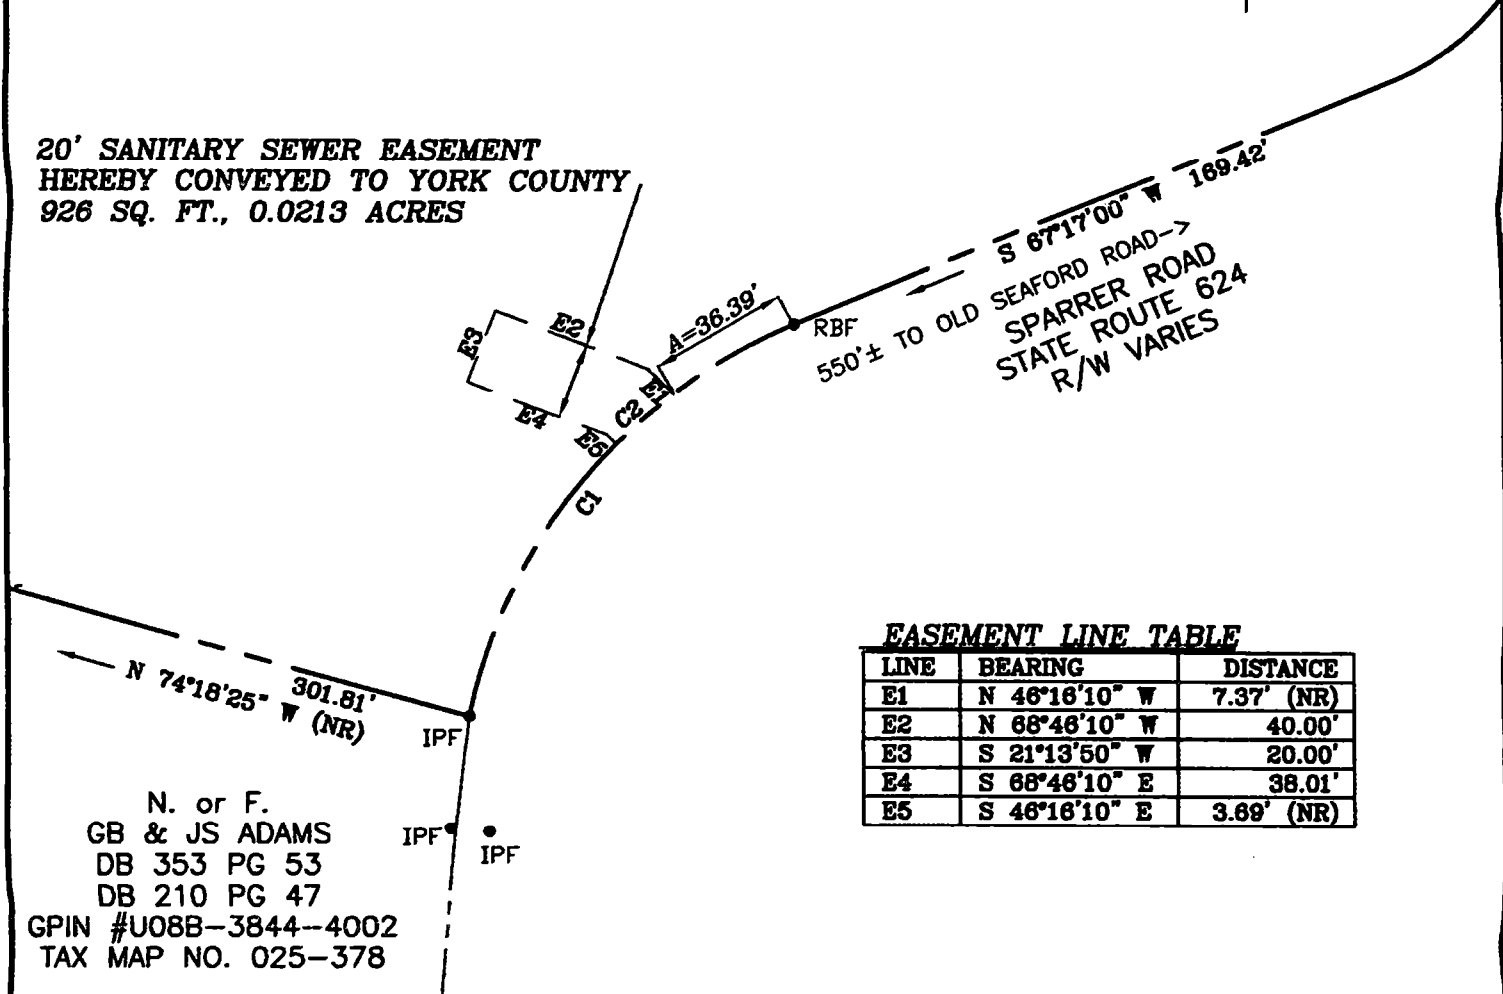 20' SANITARY SEWER EASEMENT
HEREBY CONVEYED TO YORK COUNTY
926 SQ. FT., 0.0213 ACRES
S 67°17'00" W 169.42'
550'± TO OLD SEAFORD ROAD->
SPARRER ROAD
STATE ROUTE 624
R/W VARIES
A=36.39'
RBF
E2
E3
E1
E4
C2
E5
C1
N 74°18'25" W (NR)
301.81'
IPF
IPF
IPF
N. or F.
GB & JS ADAMS
DB 353 PG 53
DB 210 PG 47
GPIN #U08B-3844-4002
TAX MAP NO. 025-378
EASEMENT LINE TABLE
LINE BEARING DISTANCE
E1 N 46°16'10" W 7.37' (NR)
E2 N 68°46'10" W 40.00'
E3 S 21°13'50" W 20.00'
E4 S 68°46'10" E 38.01'
E5 S 46°16'10" E 3.69' (NR)